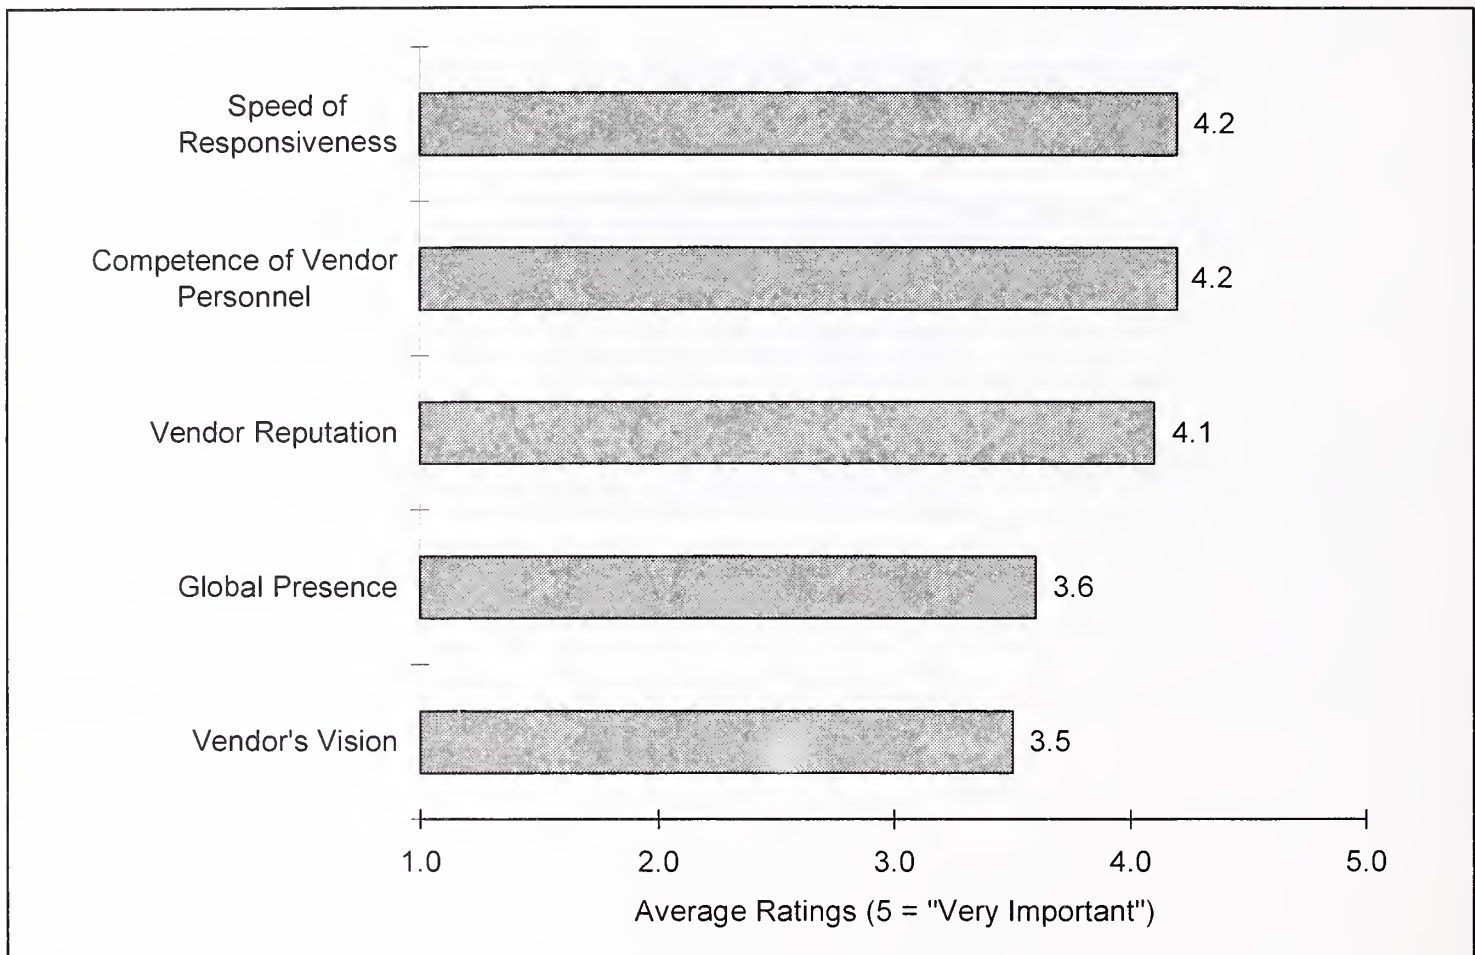 Speed of
Responsiveness
4.2
Competence of Vendor
Personnel
4.2
Vendor Reputation
4.1
Global Presence
3.6
Vendor's Vision
3.5
1.0 2.0 3.0 4.0 5.0
Average Ratings (5 = "Very Important")